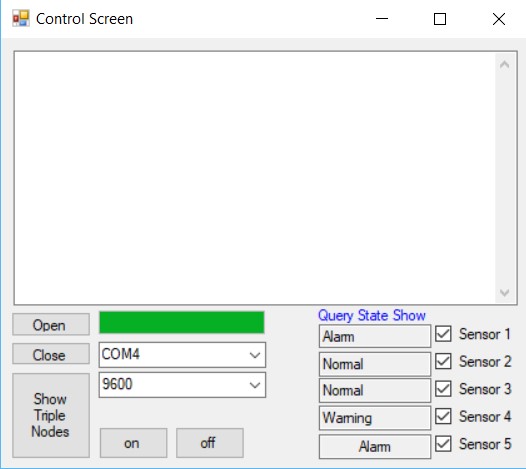 Control Screen
Open
Close
COM4
9600
Show
Triple
Nodes
on
off
Query State Show
Alarm Sensor 1
Normal Sensor 2
Normal Sensor 3
Warning Sensor 4
Alarm Sensor 5